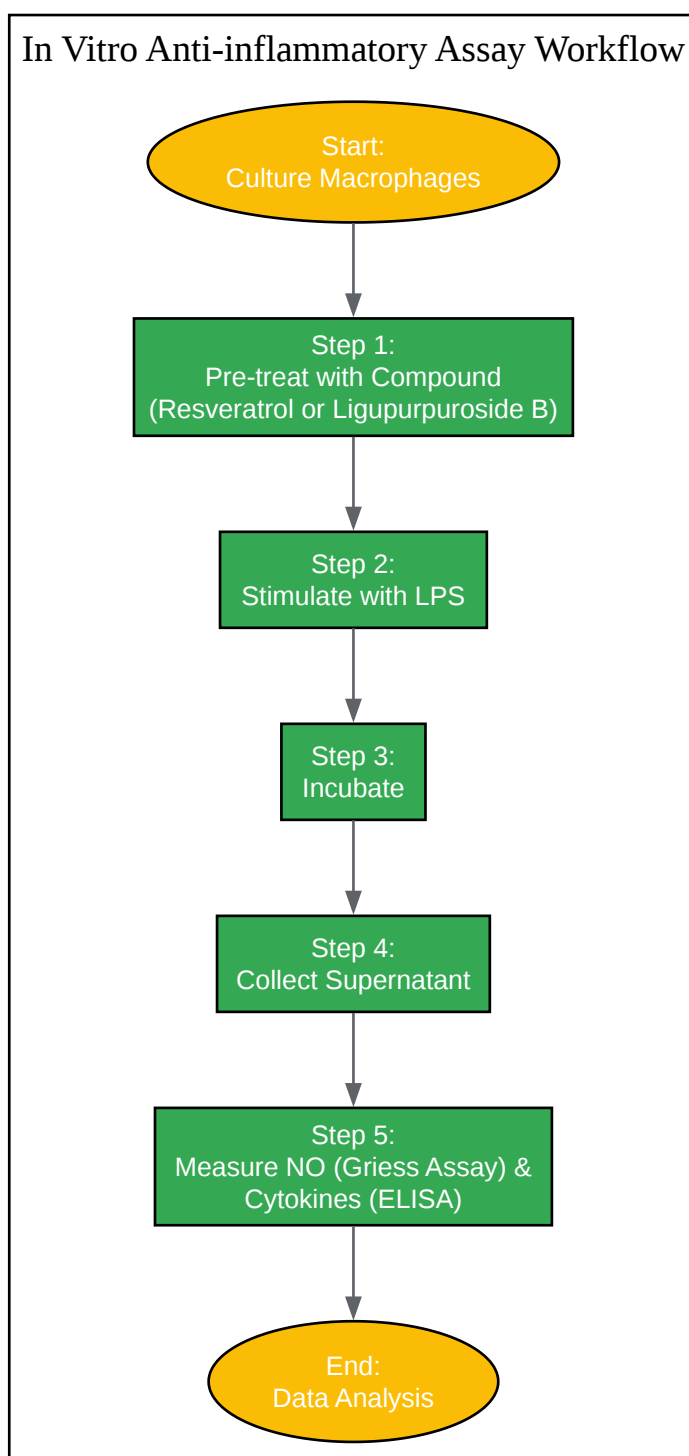 In Vitro Anti-inflammatory Assay Workflow
Start:
Culture Macrophages
Step 1:
Pre-treat with Compound
(Resveratrol or Ligupurpuroside B)
Step 2:
Stimulate with LPS
Step 3:
Incubate
Step 4:
Collect Supernatant
Step 5:
Measure NO (Griess Assay) &
Cytokines (ELISA)
End:
Data Analysis